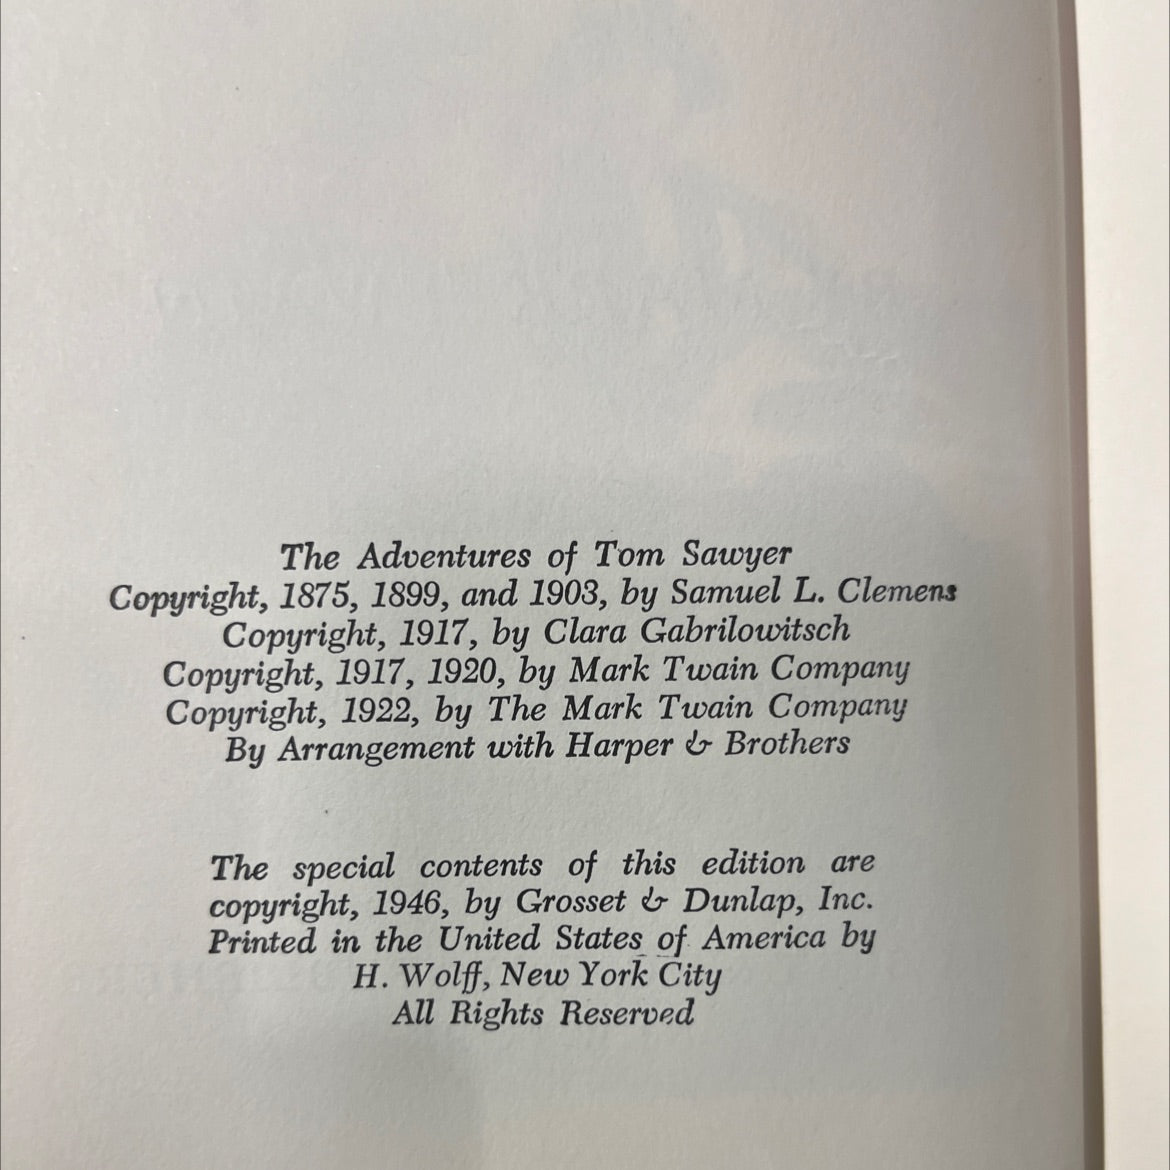 The Adventures of Tom Sawyer
Copyright, 1875, 1899, and 1903, by Samuel L. Clemens
Copyright, 1917, by Clara Gabrilowitsch
Copyright, 1917, 1920, by Mark Twain Company
Copyright, 1922, by The Mark Twain Company
By Arrangement with Harper & Brothers
The special contents of this edition are
copyright, 1946, by Grosset & Dunlap, Inc.
Printed in the United States of America by
H. Wolff, New York City
All Rights Reserved